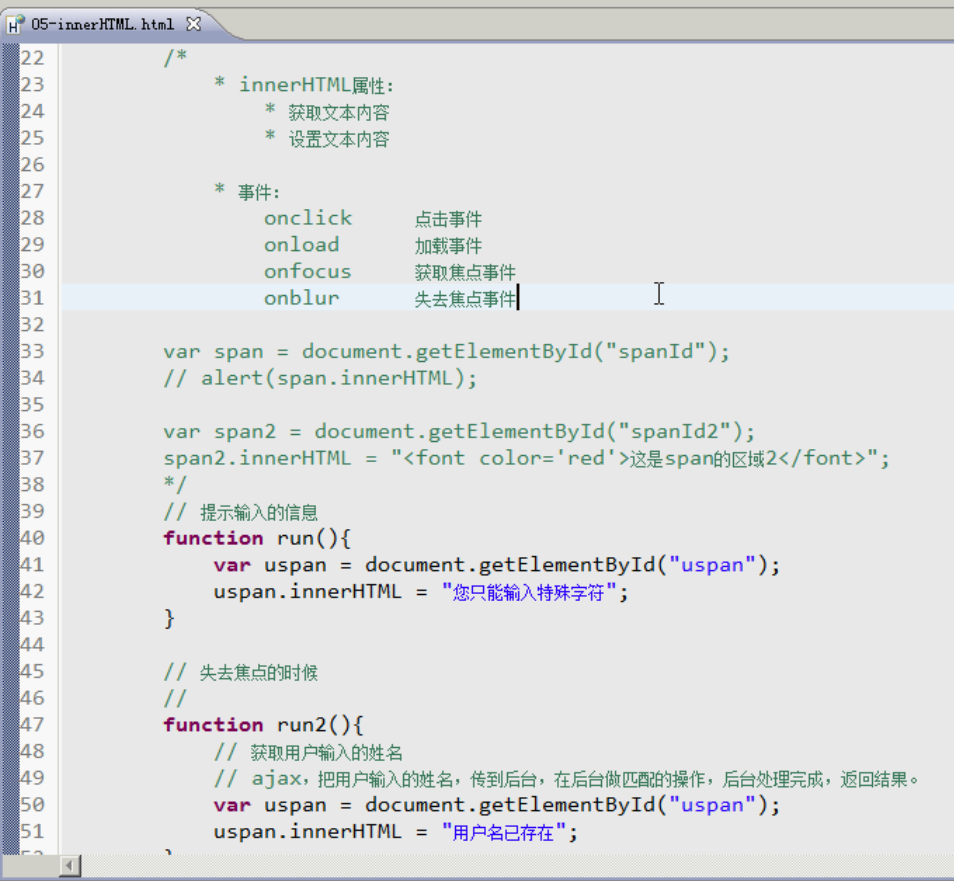 05-innerHTML.html
22 /*
23 * innerHTML属性:
24 * 获取文本内容
25 * 设置文本内容
26
27 * 事件:
28 onclick 点击事件
29 onload 加载事件
30 onfocus 获取焦点事件
31 onblur 失去焦点事件
32
33 var span = document.getElementById("spanId");
34 // alert(span.innerHTML);
35
36 var span2 = document.getElementById("spanId2");
37 span2.innerHTML = "<font color='red'>这是span的区域2</font>";
38 */
39 // 提示输入的信息
40 function run(){
41 var uspan = document.getElementById("uspan");
42 uspan.innerHTML = "您只能输入特殊字符";
43 }
44
45 // 失去焦点的时候
46 //
47 function run2(){
48 // 获取用户输入的姓名
49 // ajax，把用户输入的姓名，传到后台，在后台做匹配的操作，后台处理完成，返回结果。
50 var uspan = document.getElementById("uspan");
51 uspan.innerHTML = "用户名已存在";